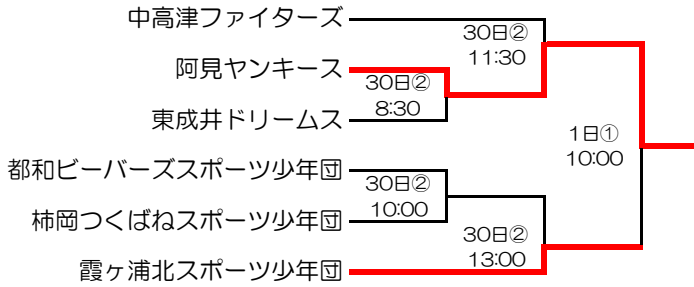 中高津ファイターズ
30日②
11:30
阿見ヤンキース
30日②
8:30
東成井ドリームス
1日①
10:00
都和ビーバーズスポーツ少年団
30日②
10:00
柿岡つくばねスポーツ少年団
30日②
13:00
霞ヶ浦北スポーツ少年団